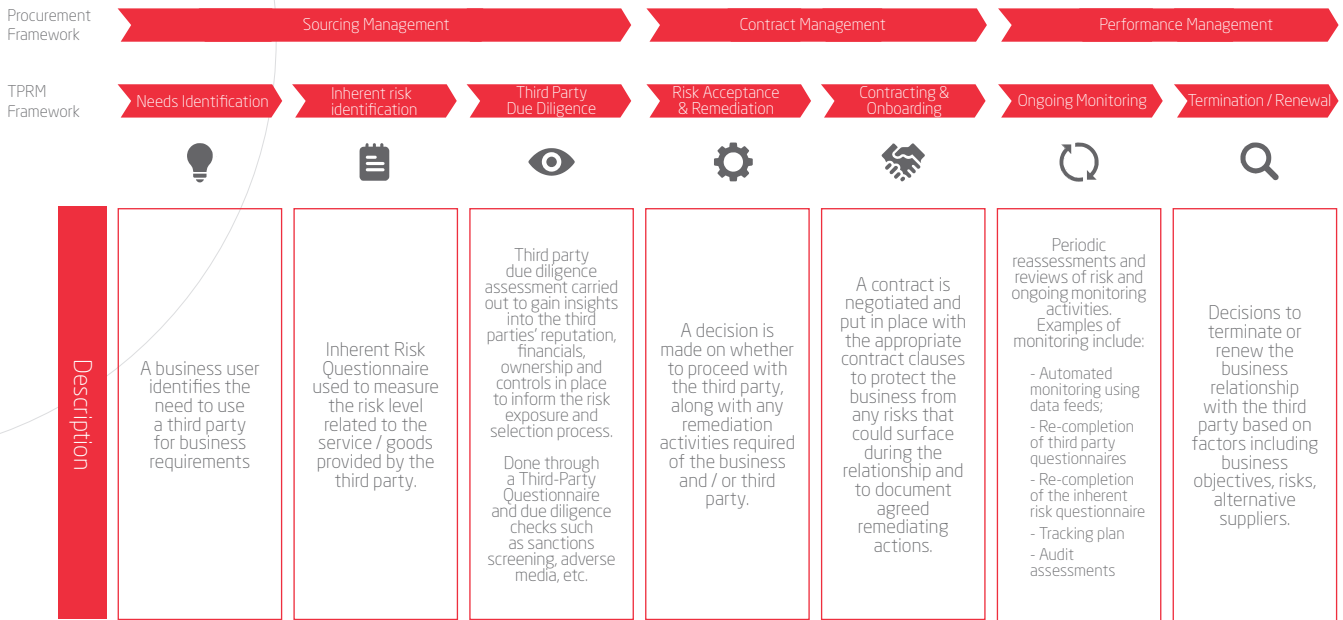 Procurement
Framework
Sourcing Management
Contract Management
Performance Management
TPRM
Framework
Needs Identification
Inherent risk
identification
Third Party
Due Diligence
Risk Acceptance
& Remediation
Contracting &
Onboarding
Ongoing Monitoring
Termination / Renewal
Description
A business user
identifies the
need to use
a third party
for business
requirements
Inherent Risk
Questionnaire
used to measure
the risk level
related to the
service / goods
provided by the
third party.
Third party
due diligence
assessment carried
out to gain insights
into the third
parties' reputation,
financials,
ownership and
controls in place
to inform the risk
exposure and
selection process.
Done through
a Third-Party
Questionnaire
and due diligence
checks such
as sanctions
screening, adverse
media, etc.
A decision is
made on whether
to proceed with
the third party,
along with any
remediation
activities required
of the business
and / or third
party.
A contract is
negotiated and
put in place with
the appropriate
contract clauses
to protect the
business from
any risks that
could surface
during the
relationship and
to document
agreed
remediating
actions.
Periodic
reassessments and
reviews of risk and
ongoing monitoring
activities.
Examples of
monitoring include:
- Automated
monitoring using
data feeds;
- Re-completion
of third party
questionnaires
- Re-completion
of the inherent
risk questionnaire
- Tracking plan
- Audit
assessments
Decisions to
terminate or
renew the
business
relationship
with the third
party based on
factors including
business
objectives, risks,
alternative
suppliers.